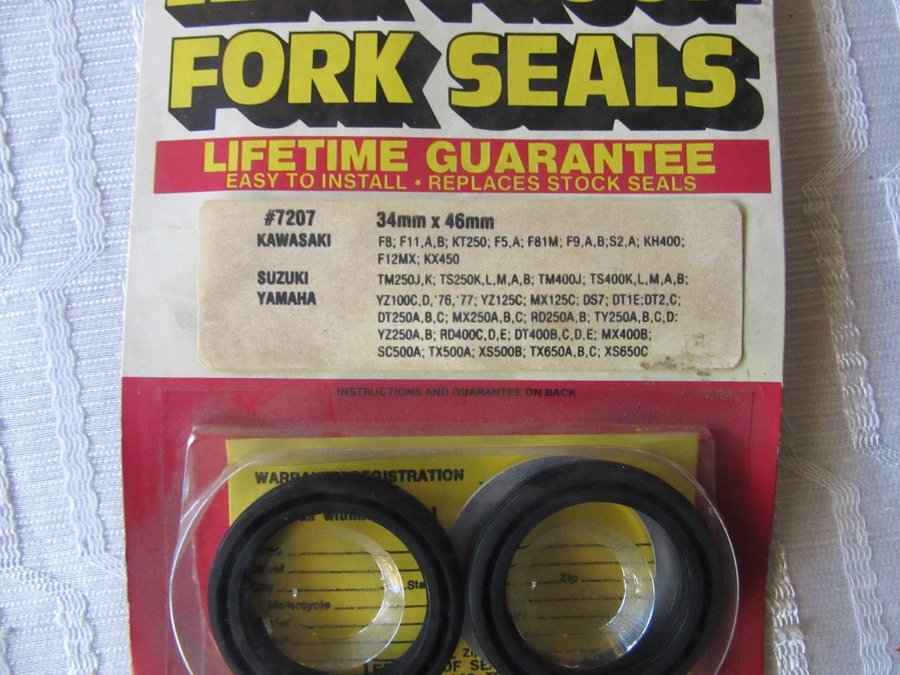 FORK SEALS
LIFETIME GUARANTEE
EASY TO INSTALL • REPLACES STOCK SEALS
#7207 34mm x 46mm
KAWASAKI F8; F11,A,B; KT250; F5,A; F81M; F9,A,B;S2,A; KH400;
F12MX; KX450
SUZUKI TM250J,K; TS250K,L,M,A,B; TM400J; TS400K,L,M,A,B;
YAMAHA YZ100C,D,'76,'77; YZ125C; MX125C; DS7; DT1E;DT2,C;
DT250A,B,C; MX250A,B,C; RD250A,B; TY250A,B,C,D:
YZ250A,B; RD400C,D,E; DT400B,C,D,E; MX400B;
SC500A; TX500A; XS500B; TX650A,B,C; XS650C
INSTRUCTIONS AND GUARANTEE ON BACK
WARRANTY REGISTRATION
Zip
Motorcycle